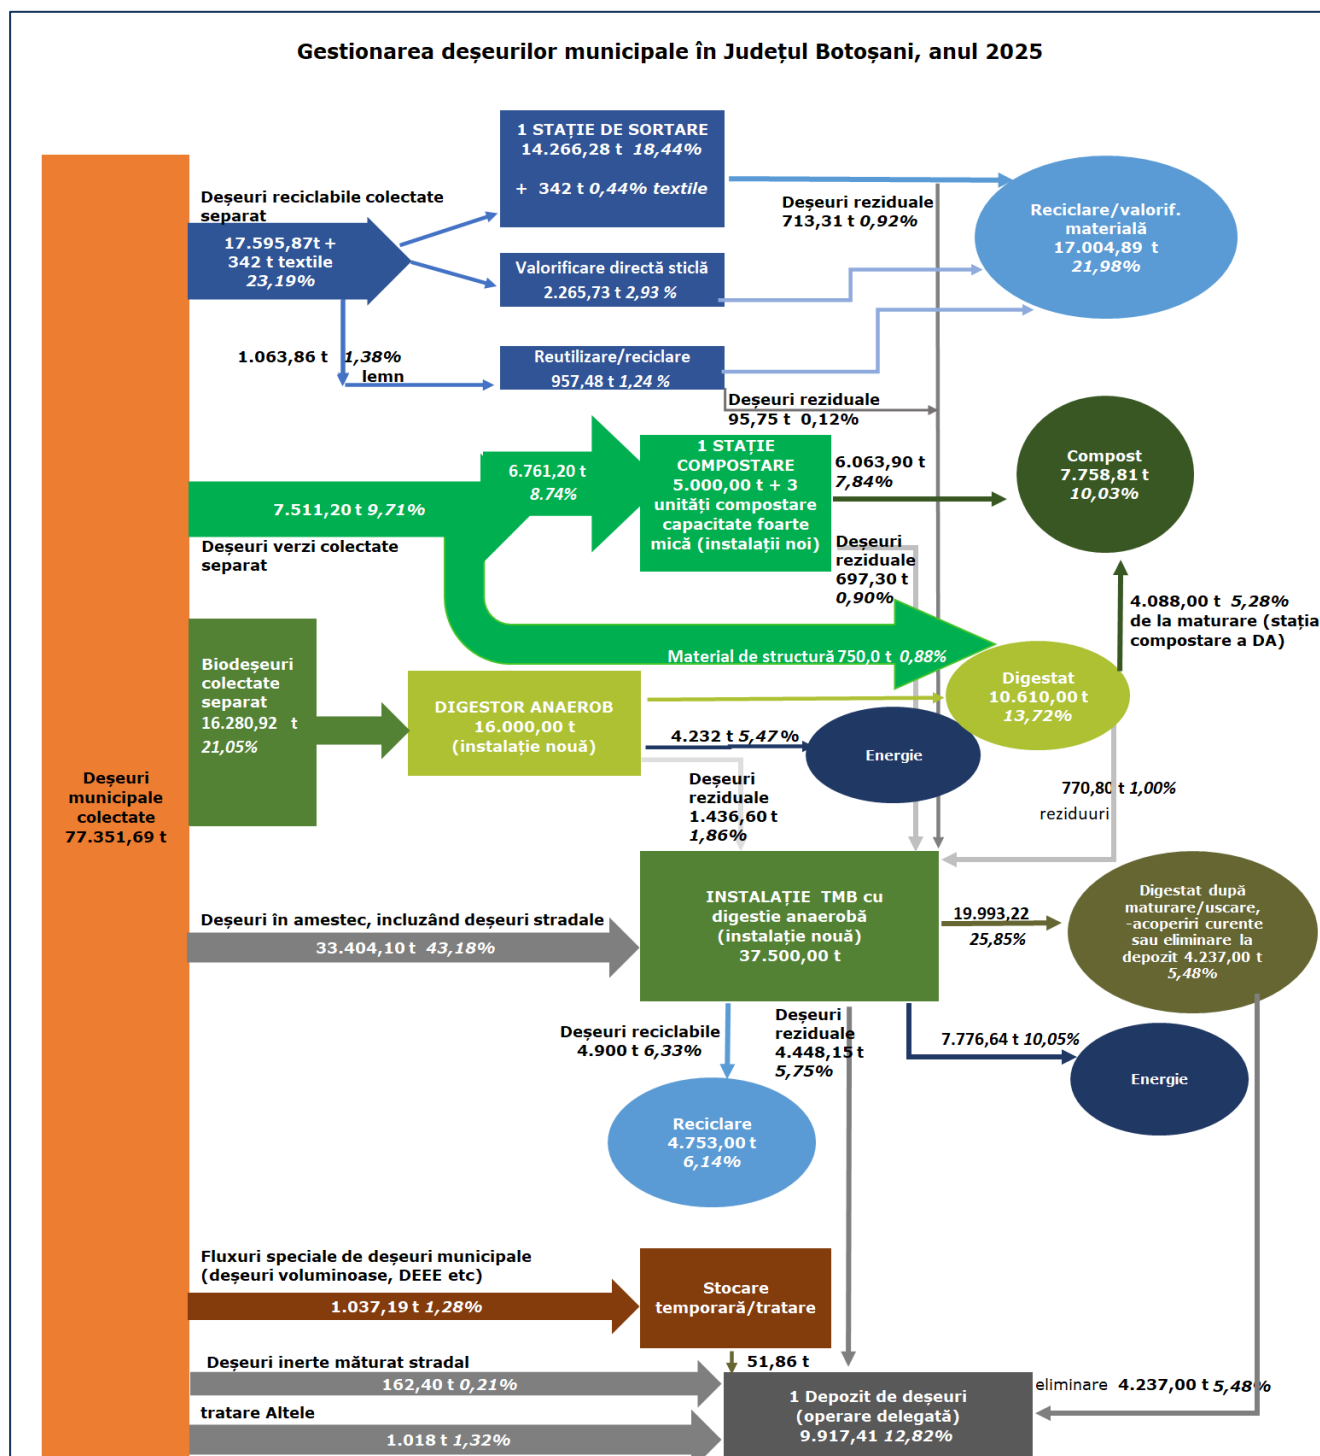 Gestionarea deșeurilor municipale în Județul Botoșani, anul 2025
1 STAȚIE DE SORTARE
14.266,28 t 18,44%
+ 342 t 0,44% textile
Deșeuri reciclabile colectate
separat
17.595,87t +
342 t textile
23,19%
Deșeuri reziduale
713,31 t 0,92%
Reciclare/valorif.
materială
17.004,89 t
21,98%
Valorificare directă sticlă
2.265,73 t 2,93 %
1.063,86 t 1,38%
lemn
Reutilizare/reciclare
957,48 t 1,24 %
Deșeuri reziduale
95,75 t 0,12%
6.761,20 t
8.74%
1 STAȚIE
COMPOSTARE
5.000,00 t + 3
unități compostare
capacitate foarte
mică (instalații noi)
6.063,90 t
7,84%
Compost
7.758,81 t
10,03%
7.511,20 t 9,71%
Deșeuri verzi colectate
separat
Deșeuri
reziduale
697,30 t
0,90%
4.088,00 t 5,28%
de la maturare (stația
compostare a DA)
Material de structură 750,0 t 0,88%
Biodeșeuri
colectate
separat
16.280,92 t
21,05%
DIGESTOR ANAEROB
16.000,00 t
(instalație nouă)
Digestat
10.610,00 t
13,72%
4.232 t 5,47 %
Energie
Deșeuri
reziduale
1.436,60 t
1,86%
770,80 t 1,00%
reziduuri
Deșeuri
municipale
colectate
77.351,69 t
INSTALAȚIE TMB cu
digestie anaerobă
(instalație nouă)
37.500,00 t
Deșeuri în amestec, incluzând deșeuri stradale
33.404,10 t 43,18%
19.993,22
25,85%
Digestat după
maturare/uscare,
-acoperiri curente
sau eliminare la
depozit 4.237,00 t
5,48%
Deșeuri reciclabile
4.900 t 6,33%
Deșeuri
reziduale
4.448,15 t
5,75%
7.776,64 t 10,05%
Energie
Reciclare
4.753,00 t
6,14%
Fluxuri speciale de deșeuri municipale
(deșeuri voluminoase, DEEE etc)
1.037,19 t 1,28%
Stocare
temporară/tratare
51,86 t
Deșeuri inerte măturat stradal
162,40 t 0,21%
tratare Altele
1.018 t 1,32%
1 Depozit de deșeuri
(operare delegată)
9.917,41 12,82%
eliminare 4.237,00 t 5,48%